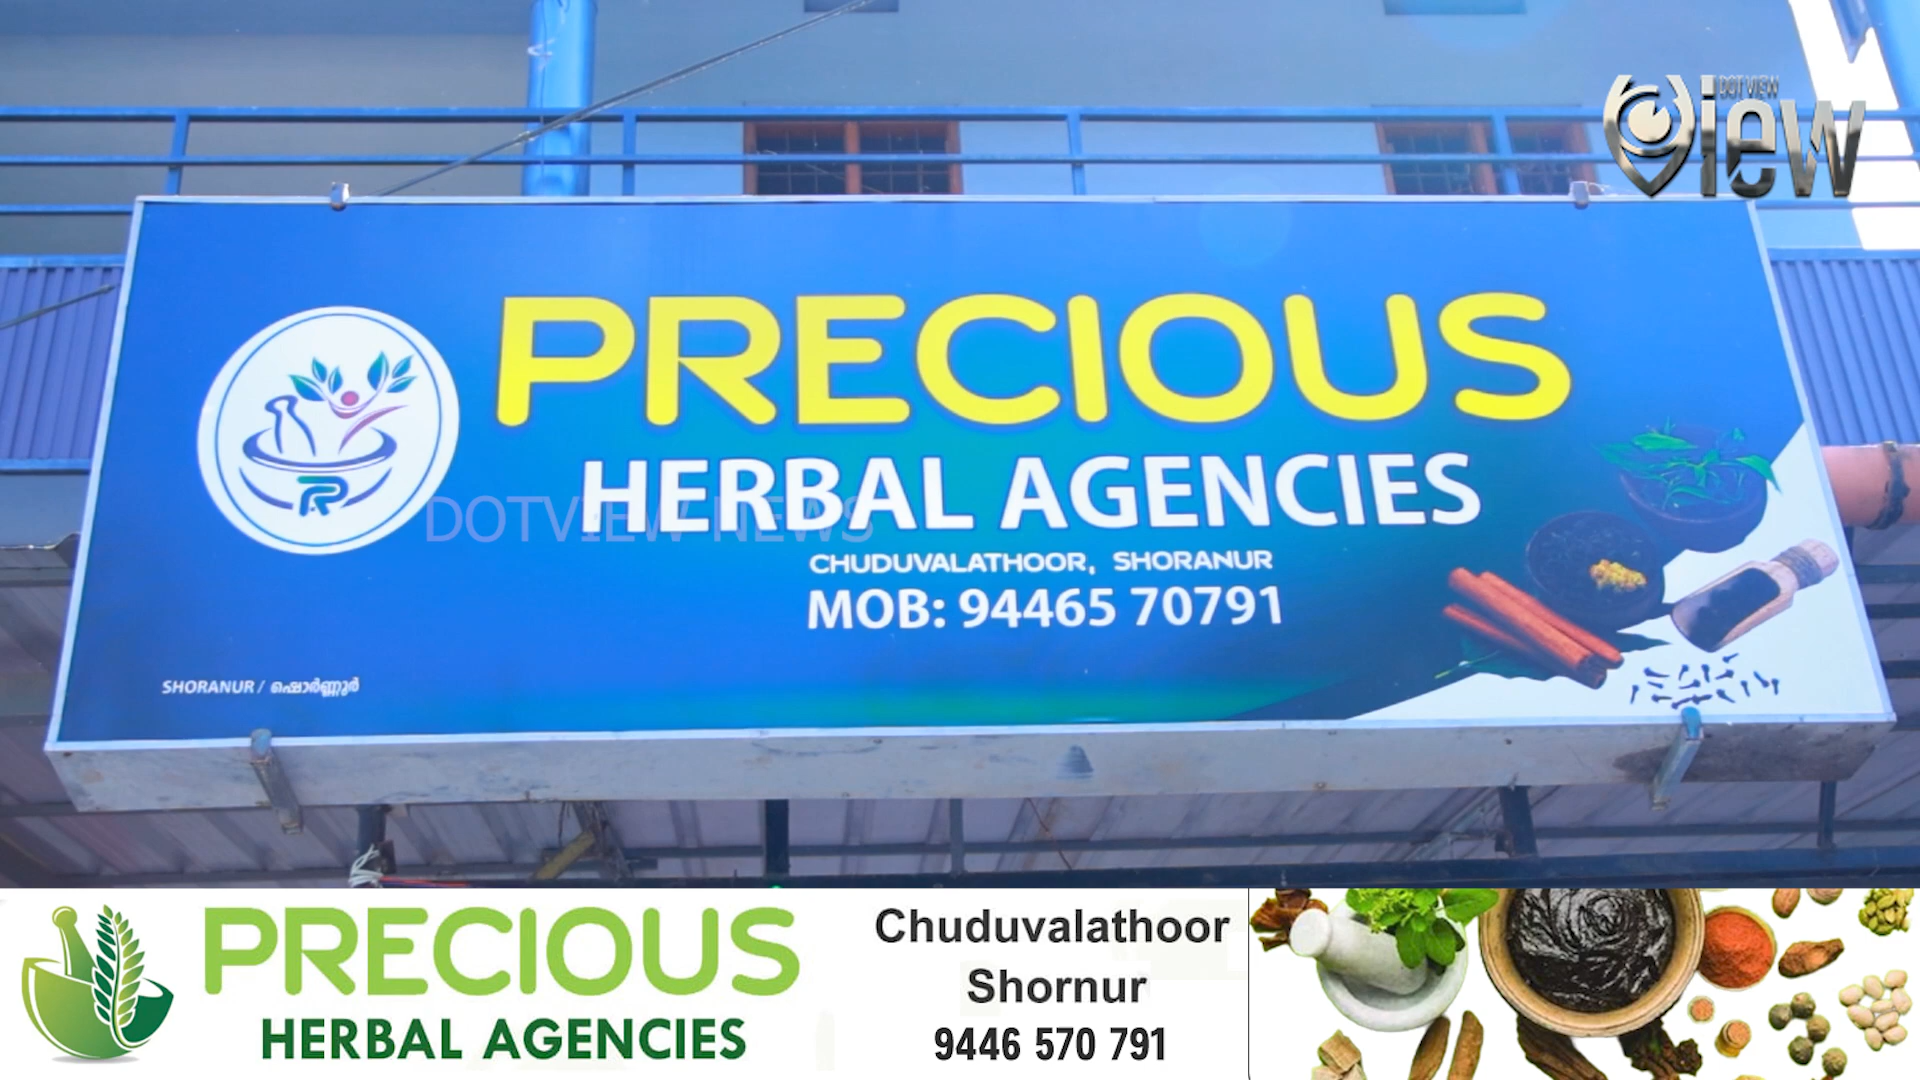 DOT VIEW
view
PRECIOUS
HERBAL AGENCIES
DOTVIEW NEWS
CHUDUVALATHOOR, SHORANUR
MOB: 94465 70791
SHORANUR / ഷൊർണ്ണൂർ
PRECIOUS
HERBAL AGENCIES
Chuduvalathoor
Shornur
9446 570 791